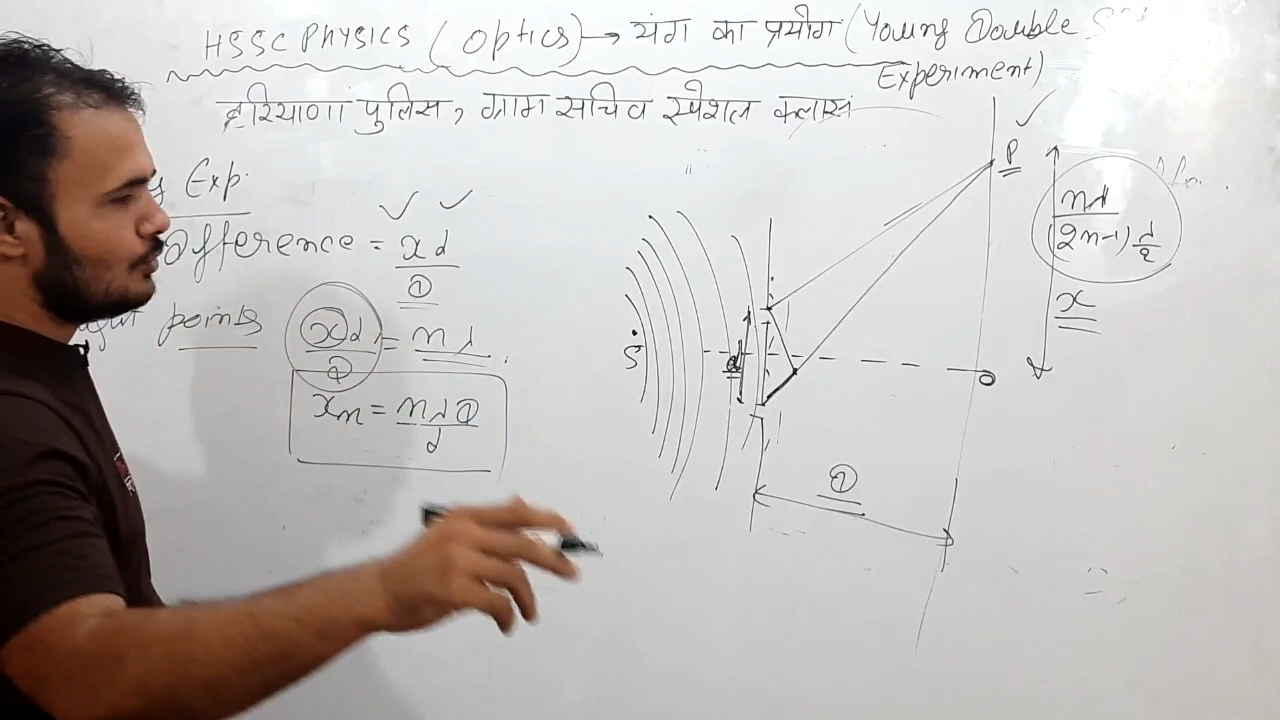 HSSC PHYSICS (Optics) → यंग का प्रयोग (Young Double
Experiment)
हरियाणा पुलिस, ग्राम सचिव स्पेशल क्लास
Exp.
Difference = xd
D
points
xd = nλ
D
xn = nλD
d
S
d
D
P
O
nλ
(2n-1) λ
2
x